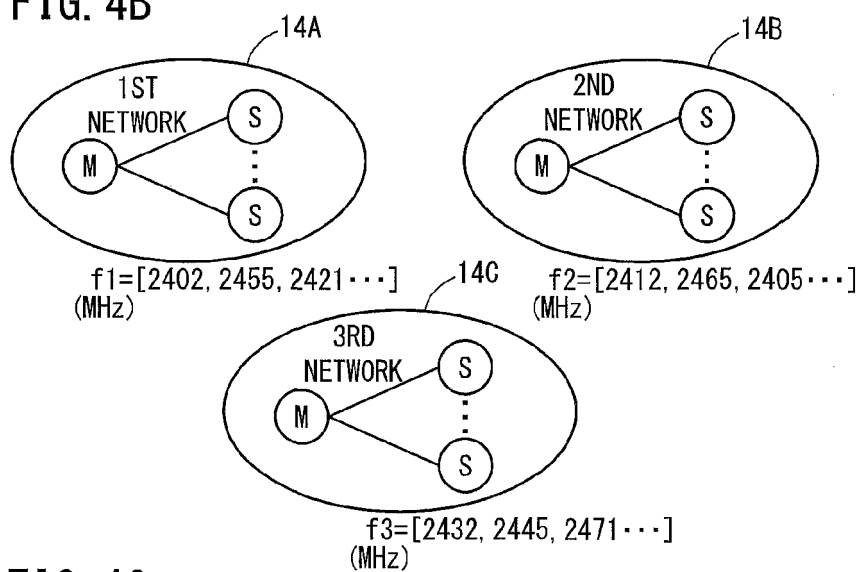 FIG. 4B
14A
14B
1ST
NETWORK
S
M
S
2ND
NETWORK
S
M
S
f1=[2402, 2455, 2421···]
(MHz)
f2=[2412, 2465, 2405···]
(MHz)
14C
3RD
NETWORK
S
M
S
f3=[2432, 2445, 2471···]
(MHz)